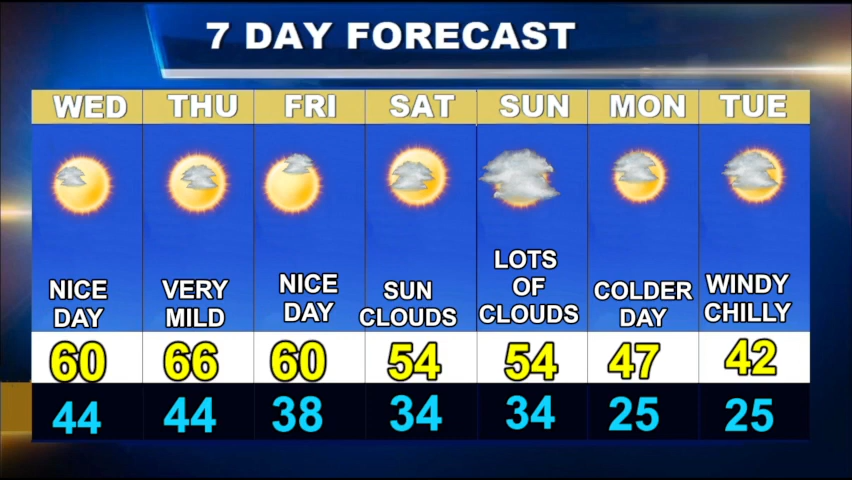 7 DAY FORECAST
WED THU FRI SAT SUN MON TUE
NICE
DAY
VERY
MILD
NICE
DAY
SUN
CLOUDS
LOTS
OF
CLOUDS
COLDER
DAY
WINDY
CHILLY
60 66 60 54 54 47 42
44 44 38 34 34 25 25